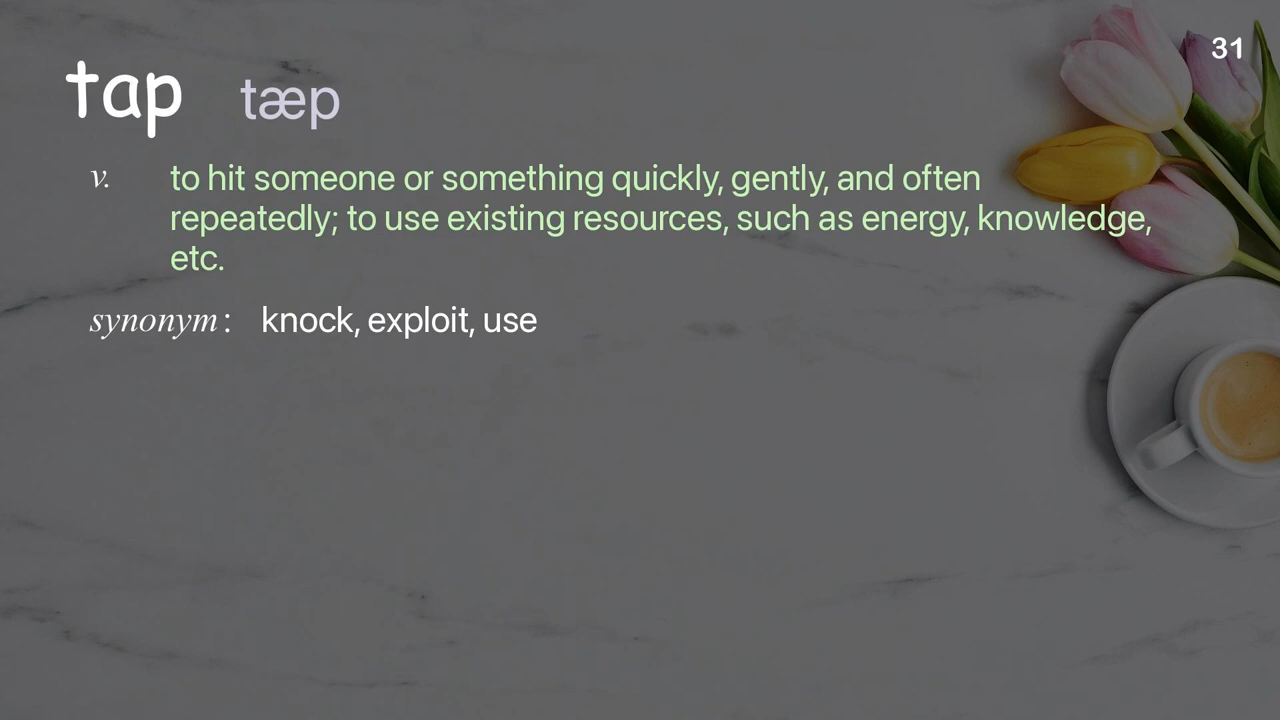 31
tap tæp
v. to hit someone or something quickly, gently, and often
repeatedly; to use existing resources, such as energy, knowledge,
etc.
synonym : knock, exploit, use